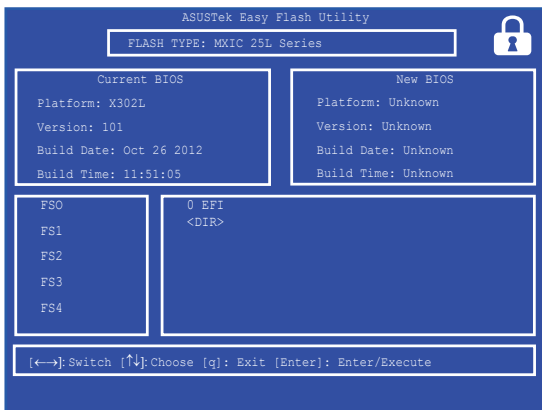 ASUSTek Easy Flash Utility
FLASH TYPE: MXIC 25L Series
Current BIOS
Platform: X302L
Version: 101
Build Date: Oct 26 2012
Build Time: 11:51:05
New BIOS
Platform: Unknown
Version: Unknown
Build Date: Unknown
Build Time: Unknown
FSO
FS1
FS2
FS3
FS4
0 EFI
<DIR>
[←→]: Switch [↑↓]: Choose [q]: Exit [Enter]: Enter/Execute